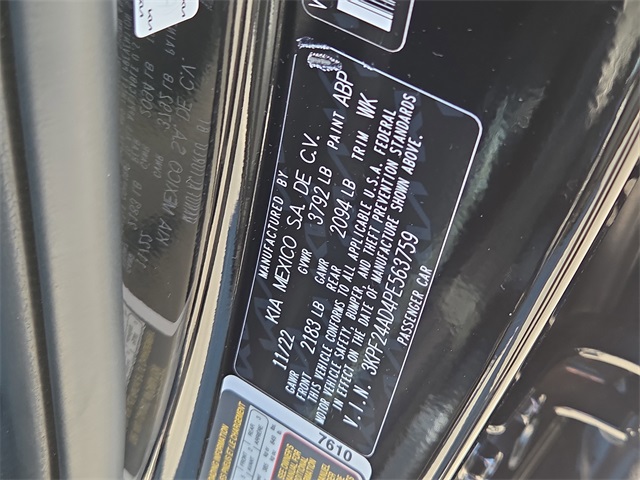 MANUFACTURED BY
KIA MEXICO S.A. DE C.V.
11/22 GVWR 3792 LB PAINT ABP
GAWR FRONT 2183 LB GAWR REAR 2094 LB TRIM WK
THIS VEHICLE CONFORMS TO ALL APPLICABLE U.S.A. FEDERAL
MOTOR VEHICLE SAFETY, BUMPER, AND THEFT PREVENTION STANDARDS
IN EFFECT ON THE DATE OF MANUFACTURE SHOWN ABOVE.
V.I.N. 3KPF24AD4PE563759
PASSENGER CAR
7610